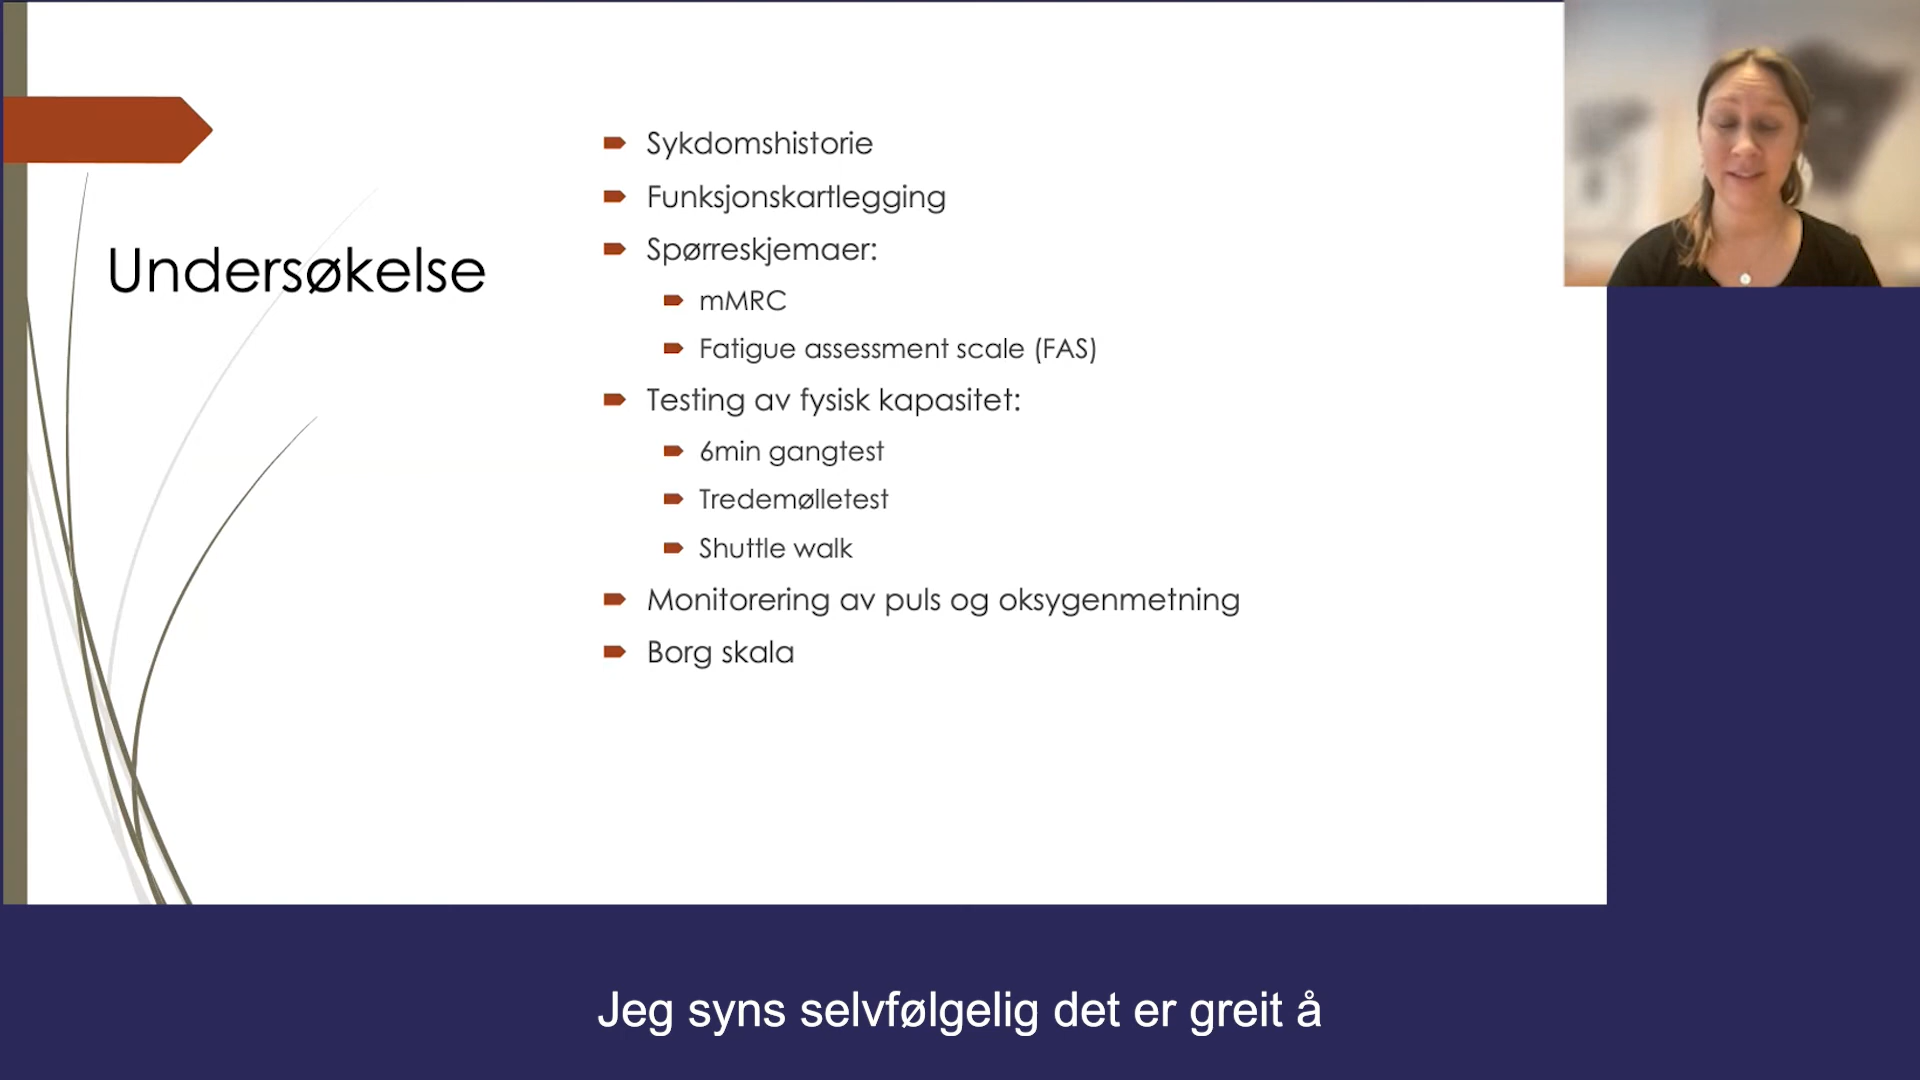 Undersøkelse
Sykdomshistorie
Funksjonskartlegging
Spørreskjemaer:
mMRC
Fatigue assessment scale (FAS)
Testing av fysisk kapasitet:
6min gangtest
Tredemølletest
Shuttle walk
Monitorering av puls og oksygenmetning
Borg skala
Jeg syns selvfølgelig det er greit å